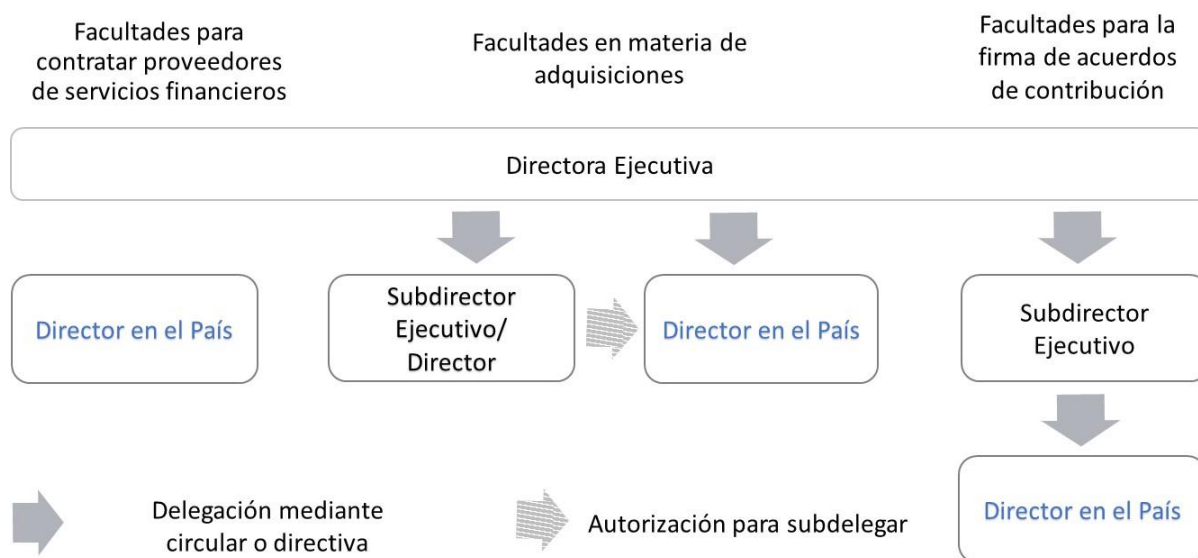 Facultades para
contratar proveedores
de servicios financieros
Facultades en materia de
adquisiciones
Facultades para la
firma de acuerdos
de contribución
Directora Ejecutiva
Director en el País
Subdirector
Ejecutivo/
Director
Director en el País
Subdirector
Ejecutivo
Director en el País
Delegación mediante
circular o directiva
Autorización para subdelegar